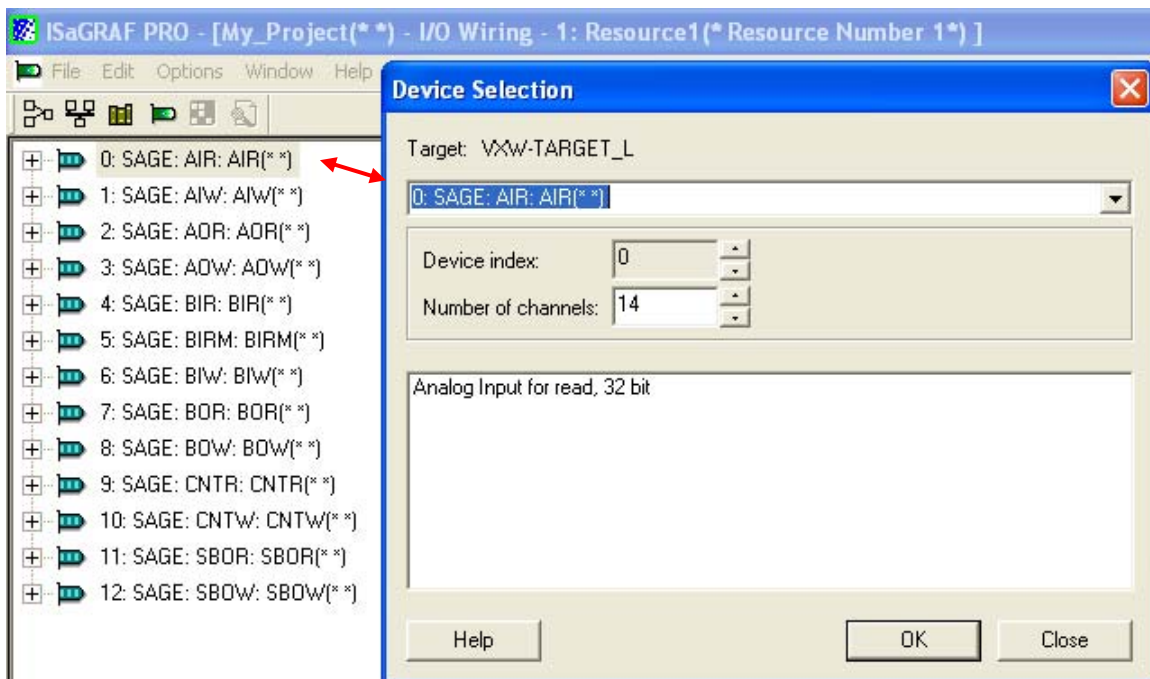 ISaGRAF PRO - [My_Project(* *) - I/O Wiring - 1: Resource1(* Resource Number 1*) ]
File Edit Options Window Help
0: SAGE: AIR: AIR(* *)
1: SAGE: AIW: AIW(* *)
2: SAGE: AOR: AOR(* *)
3: SAGE: AOW: AOW(* *)
4: SAGE: BIR: BIR(* *)
5: SAGE: BIRM: BIRM(* *)
6: SAGE: BIW: BIW(* *)
7: SAGE: BOR: BOR(* *)
8: SAGE: BOW: BOW(* *)
9: SAGE: CNTR: CNTR(* *)
10: SAGE: CNTW: CNTW(* *)
11: SAGE: SBOR: SBOR(* *)
12: SAGE: SBOW: SBOW(* *)
Device Selection
Target: VXW-TARGET_L
0: SAGE: AIR: AIR(* *)
Device index: 0
Number of channels: 14
Analog Input for read, 32 bit
Help OK Close